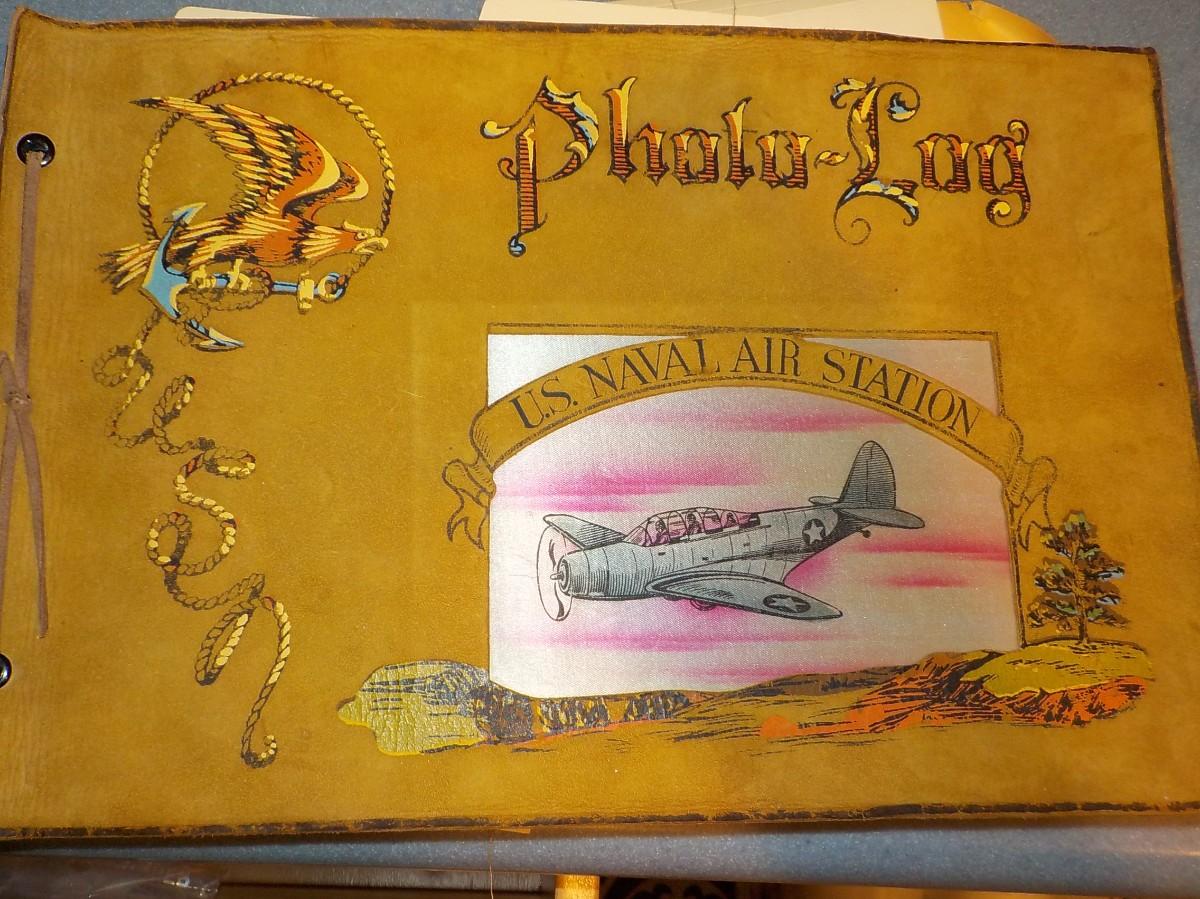 Photo-Log
U.S. NAVAL AIR STATION
U.S.N